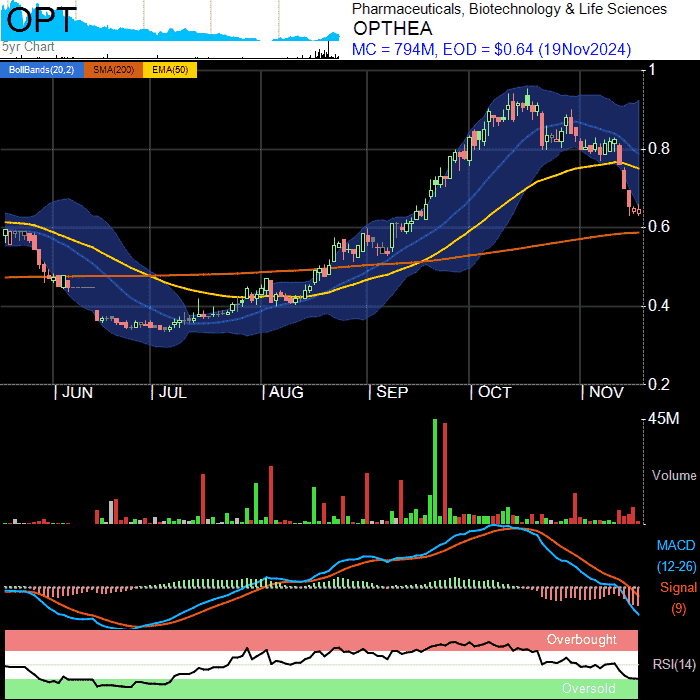 OPT
5yr Chart
Pharmaceuticals, Biotechnology & Life Sciences
OPTHEA
MC = 794M, EOD = $0.64 (19Nov2024)
BollBands(20,2) SMA(200) EMA(50)
1
0.8
0.6
0.4
0.2
JUN JUL AUG SEP OCT NOV
45M
Volume
MACD
(12-26)
Signal
(9)
Overbought
RSI(14)
Oversold